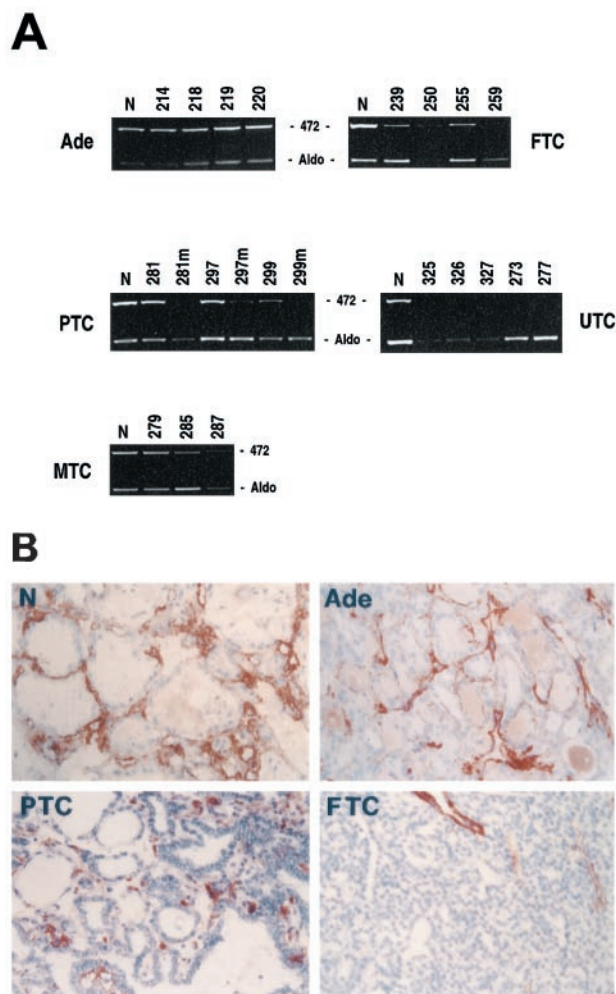 A
N 214 218 219 220
Ade
- 472 -
- Aldo -
N 239 250 255 259
FTC
N 281 281m 297 297m 299 299m
PTC
- 472 -
- Aldo -
N 325 326 327 273 277
UTC
N 279 285 287
MTC
- 472
- Aldo
B
N
Ade
PTC
FTC